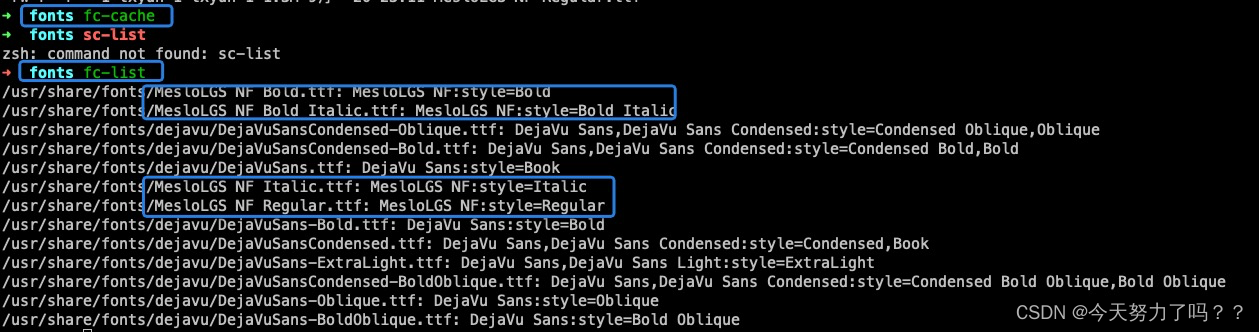 ➜ fonts fc-cache
➜ fonts sc-list
zsh: command not found: sc-list
➜ fonts fc-list
/usr/share/fonts/MesloLGS NF Bold.ttf: MesloLGS NF:style=Bold
/usr/share/fonts/MesloLGS NF Bold Italic.ttf: MesloLGS NF:style=Bold Italic
/usr/share/fonts/dejavu/DejaVuSansCondensed-Oblique.ttf: DejaVu Sans,DejaVu Sans Condensed:style=Condensed Oblique,Oblique
/usr/share/fonts/dejavu/DejaVuSansCondensed-Bold.ttf: DejaVu Sans,DejaVu Sans Condensed:style=Condensed Bold,Bold
/usr/share/fonts/dejavu/DejaVuSans.ttf: DejaVu Sans:style=Book
/usr/share/fonts/MesloLGS NF Italic.ttf: MesloLGS NF:style=Italic
/usr/share/fonts/MesloLGS NF Regular.ttf: MesloLGS NF:style=Regular
/usr/share/fonts/dejavu/DejaVuSans-Bold.ttf: DejaVu Sans:style=Bold
/usr/share/fonts/dejavu/DejaVuSansCondensed.ttf: DejaVu Sans,DejaVu Sans Condensed:style=Condensed,Book
/usr/share/fonts/dejavu/DejaVuSans-ExtraLight.ttf: DejaVu Sans,DejaVu Sans Light:style=ExtraLight
/usr/share/fonts/dejavu/DejaVuSansCondensed-BoldOblique.ttf: DejaVu Sans,DejaVu Sans Condensed:style=Condensed Bold Oblique,Bold Oblique
/usr/share/fonts/dejavu/DejaVuSans-Oblique.ttf: DejaVu Sans:style=Oblique
/usr/share/fonts/dejavu/DejaVuSans-BoldOblique.ttf: DejaVu Sans:style=Bold Oblique
CSDN @今天努力了吗？？